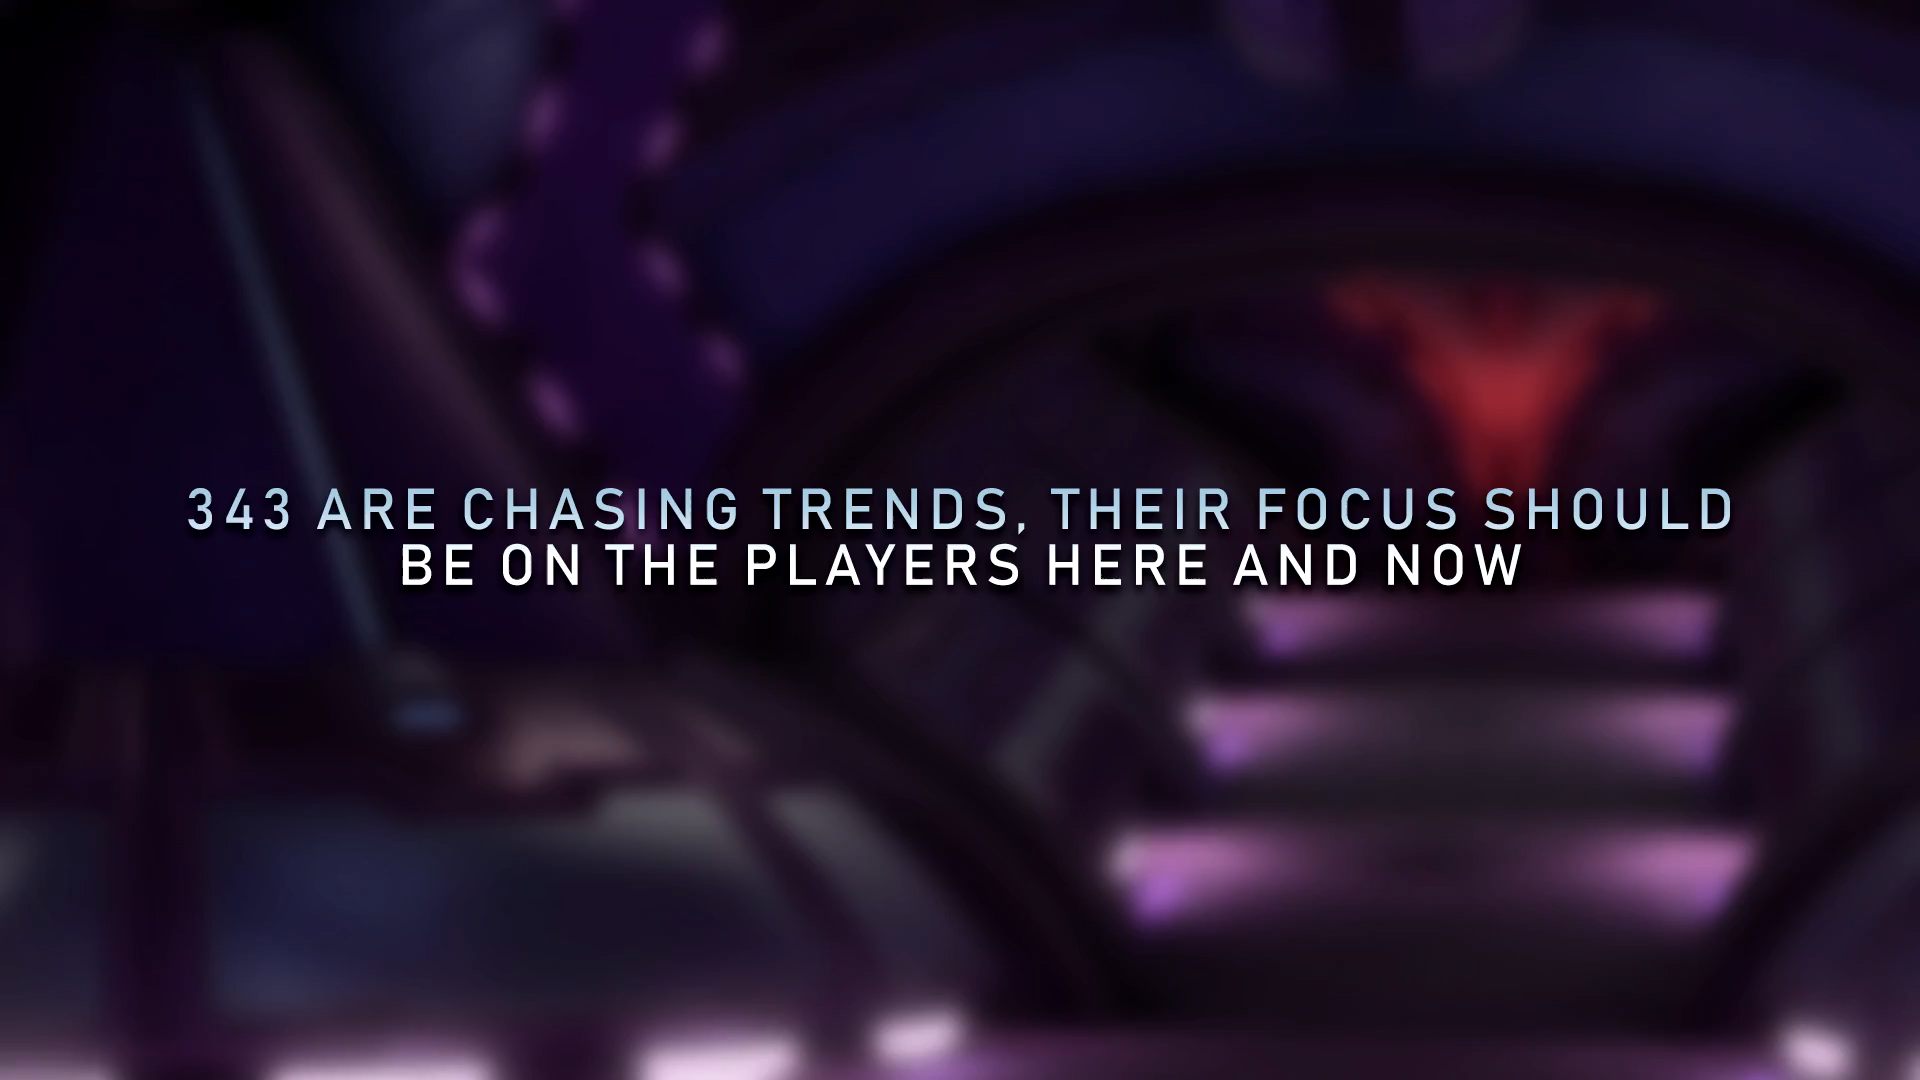 343 ARE CHASING TRENDS, THEIR FOCUS SHOULD
BE ON THE PLAYERS HERE AND NOW